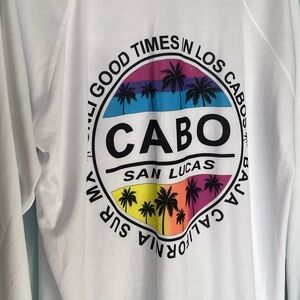 GOOD TIMES IN LOS CABOS
CABO
SAN LUCAS
BAJA CALIFORNIA SUR